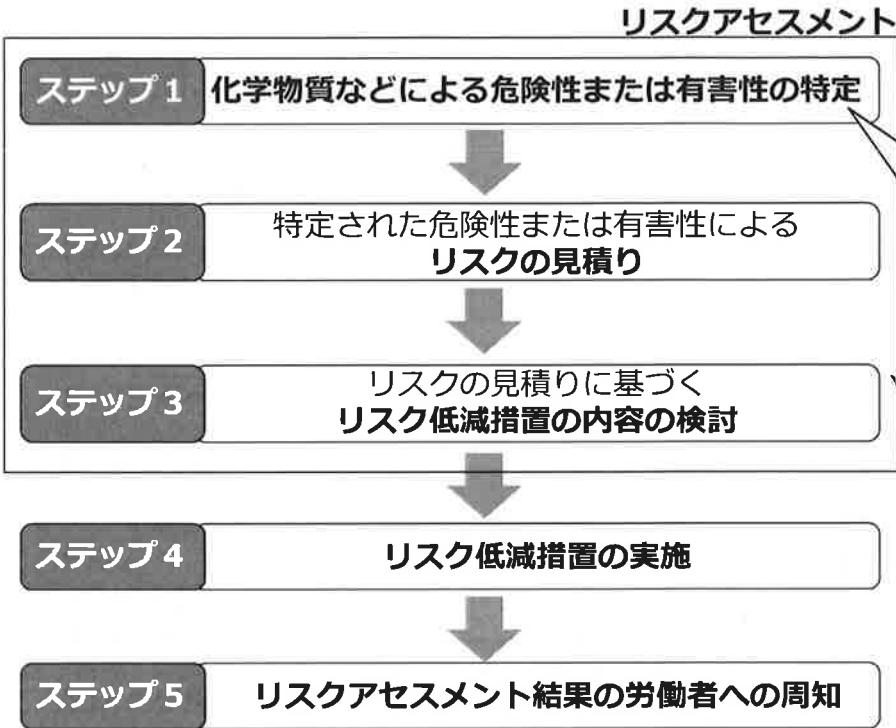 リスクアセスメント
ステップ1 化学物質などによる危険性または有害性の特定
ステップ2 特定された危険性または有害性による
リスクの見積り
ステップ3 リスクの見積りに基づく
リスク低減措置の内容の検討
ステップ4 リスク低減措置の実施
ステップ5 リスクアセスメント結果の労働者への周知